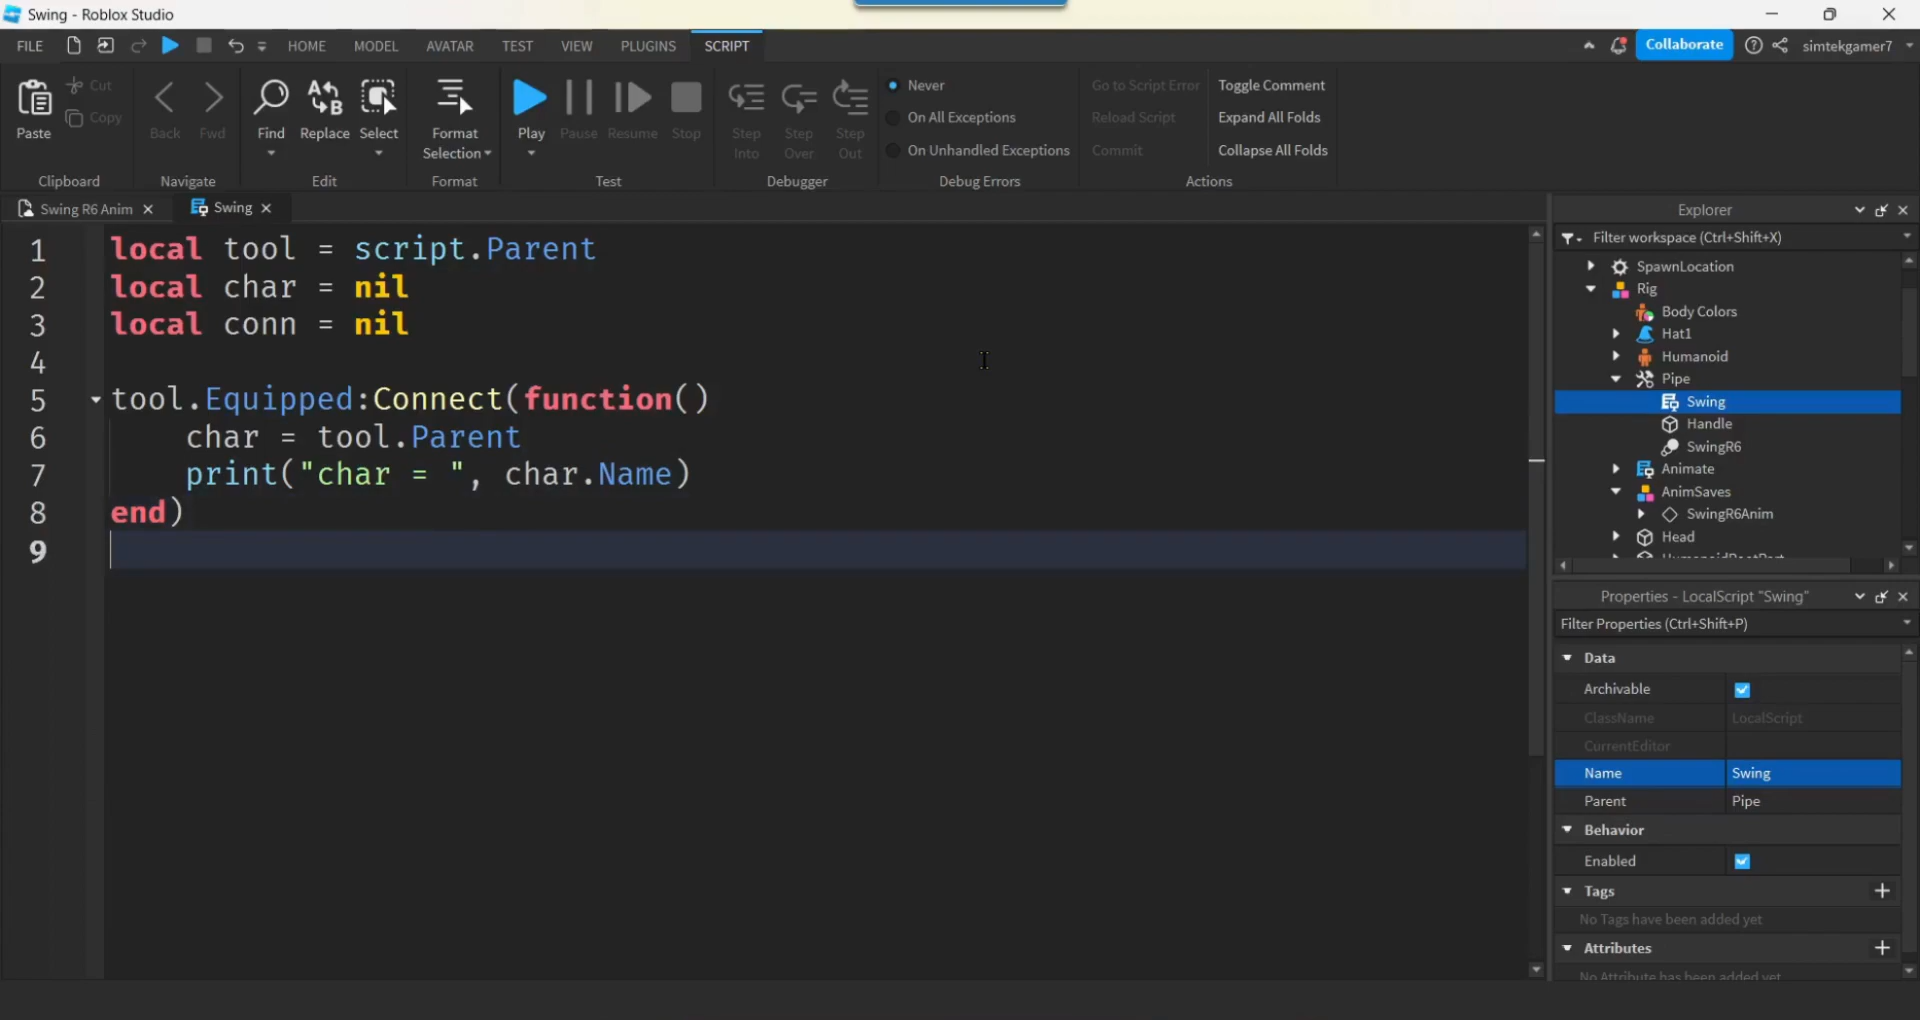 Swing - Roblox Studio
FILE HOME MODEL AVATAR TEST VIEW PLUGINS SCRIPT Collaborate simtekgamer7
Paste Cut Copy
Clipboard
Back Fwd
Navigate
Find Replace Select
Edit
Format Selection
Format
Play Pause Resume Stop
Test
Step Into Step Over Step Out
Debugger
Never
On All Exceptions
On Unhandled Exceptions
Debug Errors
Go to Script Error
Reload Script
Commit
Toggle Comment
Expand All Folds
Collapse All Folds
Actions
Swing R6 Anim
Swing
1 local tool = script.Parent
2 local char = nil
3 local conn = nil
4
5 tool.Equipped:Connect(function()
6 char = tool.Parent
7 print("char = ", char.Name)
8 end)
9
Explorer
Filter workspace (Ctrl+Shift+X)
SpawnLocation
Rig
Body Colors
Hat1
Humanoid
Pipe
Swing
Handle
SwingR6
Animate
AnimSaves
SwingR6Anim
Head
Properties - LocalScript "Swing"
Filter Properties (Ctrl+Shift+P)
Data
Archivable
ClassName LocalScript
CurrentEditor
Name Swing
Parent Pipe
Behavior
Enabled
Tags
No Tags have been added yet
Attributes
No Attribute has been added yet